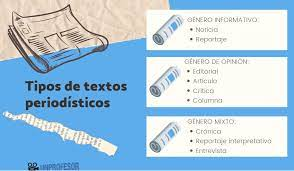 Tipos de textos
periodísticos
GÉNERO INFORMATIVO:
Noticia
Reportaje
GÉNERO DE OPINIÓN:
Editorial
Artículo
Crítica
Columna
GÉNERO MIXTO:
Crónica
Reportaje interpretativo
Entrevista
UNPROFESOR